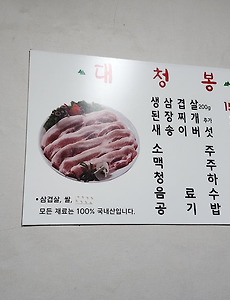 대 청 봉
생 삼 겹 살 200g
된 장 찌 개 추가
새 송 이 버 섯
소 주
맥 주
청 하
음 료 수
공 기 밥
• 삼겹살, 쌀,
모든 재료는 100% 국내산입니다.